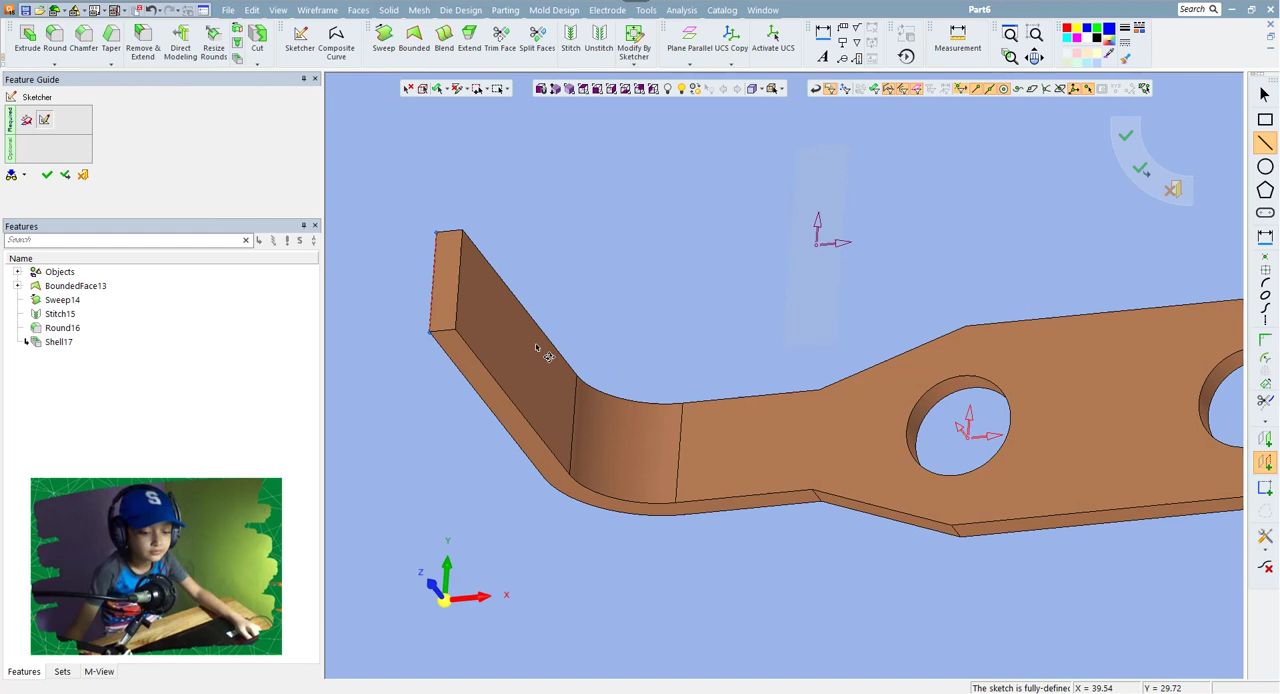 File Edit View Wireframe Faces Solid Mesh Die Design Parting Mold Design Electrode Tools Analysis Catalog Window
Part6
Search
Extrude Round Chamfer Taper
Remove & Extend
Direct Modeling
Resize Rounds
Cut
Sketcher
Composite Curve
Sweep Bounded Blend Extend Trim Face Split Faces
Stitch Unstitch
Modify By Sketcher
Plane Parallel UCS Copy Activate UCS
Measurement
Feature Guide
Sketcher
Required
Optional
Features
Search
Name
Objects
BoundedFace13
Sweep14
Stitch15
Round16
Shell17
Y
Z
X
S
Features Sets M-View
The sketch is fully-defined X = 39.54 Y = 29.72